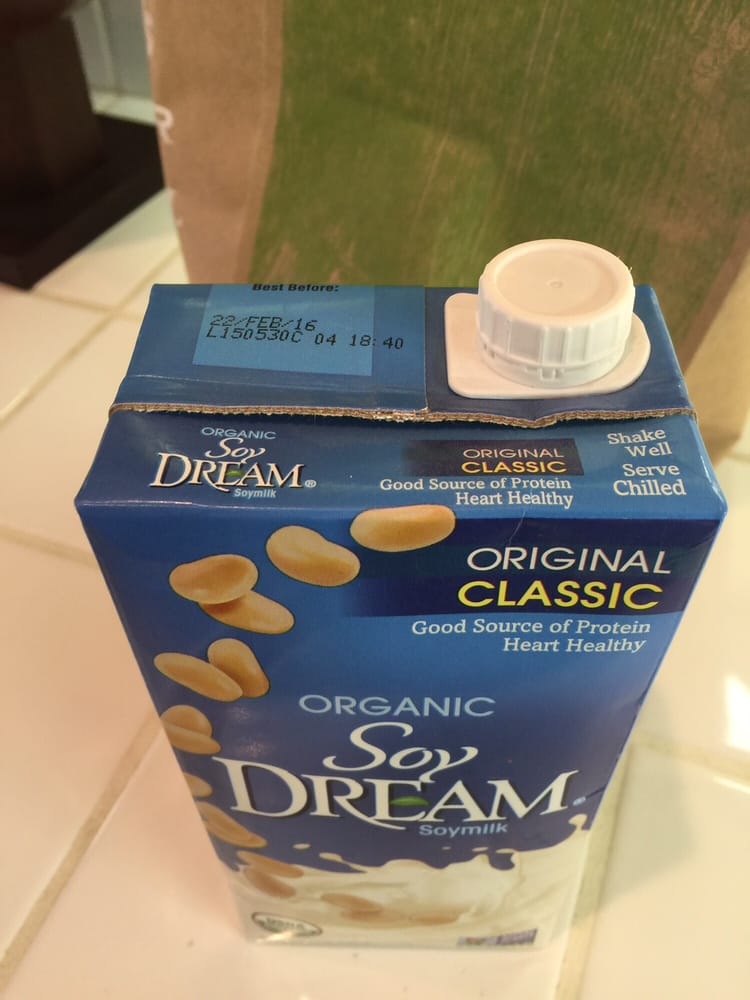 Best Before:
22/FEB/16
L150530C 04 18:40
ORGANIC
Soy
DREAM®
Soymilk
ORIGINAL
CLASSIC
Good Source of Protein
Heart Healthy
Shake
Well
Serve
Chilled
ORIGINAL
CLASSIC
Good Source of Protein
Heart Healthy
ORGANIC
Soy
DREAM®
Soymilk
USDA